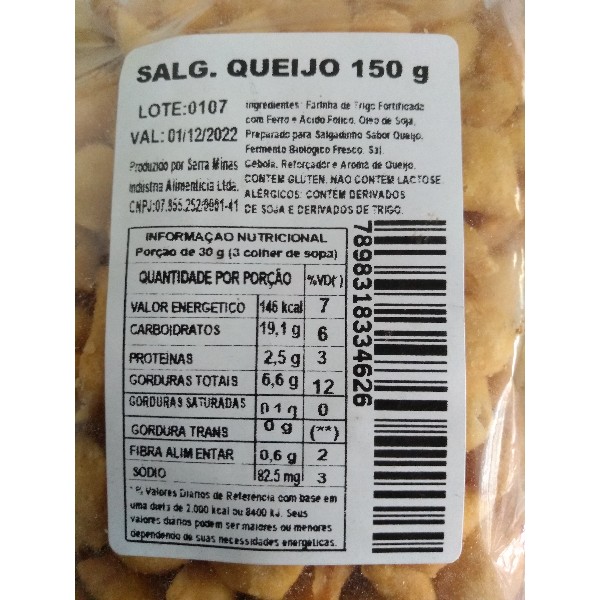 SALG. QUEIJO 150 g
LOTE:0107
VAL: 01/12/2022
Produzido por Serra Minas
Indústria Alimentícia Ltda.
CNPJ:07.855.252/0001-41
Ingredientes: Farinha de Trigo Fortificada
com Ferro e Acido Folico, Oleo de Soja,
Preparado para Salgadinho Sabor Queijo,
Fermento Biologico Fresco, Sal,
Cebola, Reforçador e Aroma de Queijo.
CONTEM GLUTEN. NAO CONTEM LACTOSE
ALERGICOS: CONTEM DERIVADOS
DE SOJA E DERIVADOS DE TRIGO.
INFORMAÇAO NUTRICIONAL
Porçao de 30 g (3 colher de sopa)
QUANTIDADE POR PORÇÃO %VD(*)
VALOR ENERGETICO 146 kcal 7
CARBOIDRATOS 19,1 g 6
PROTEINAS 2,5 g 3
GORDURAS TOTAIS 6,6 g 12
GORDURAS SATURADAS 0 1 g 0
GORDURA TRANS 0 g (**)
FIBRA ALIM ENTAR 0,6 g 2
SODIO 82.5 mg 3
Valores Diarios de Referencia com base em
uma dieta de 2.000 kcal ou 8400 kJ. Seus
valores diarios podem ser maiores ou menores
dependendo de suas necessidades energeticas.
7898318334626